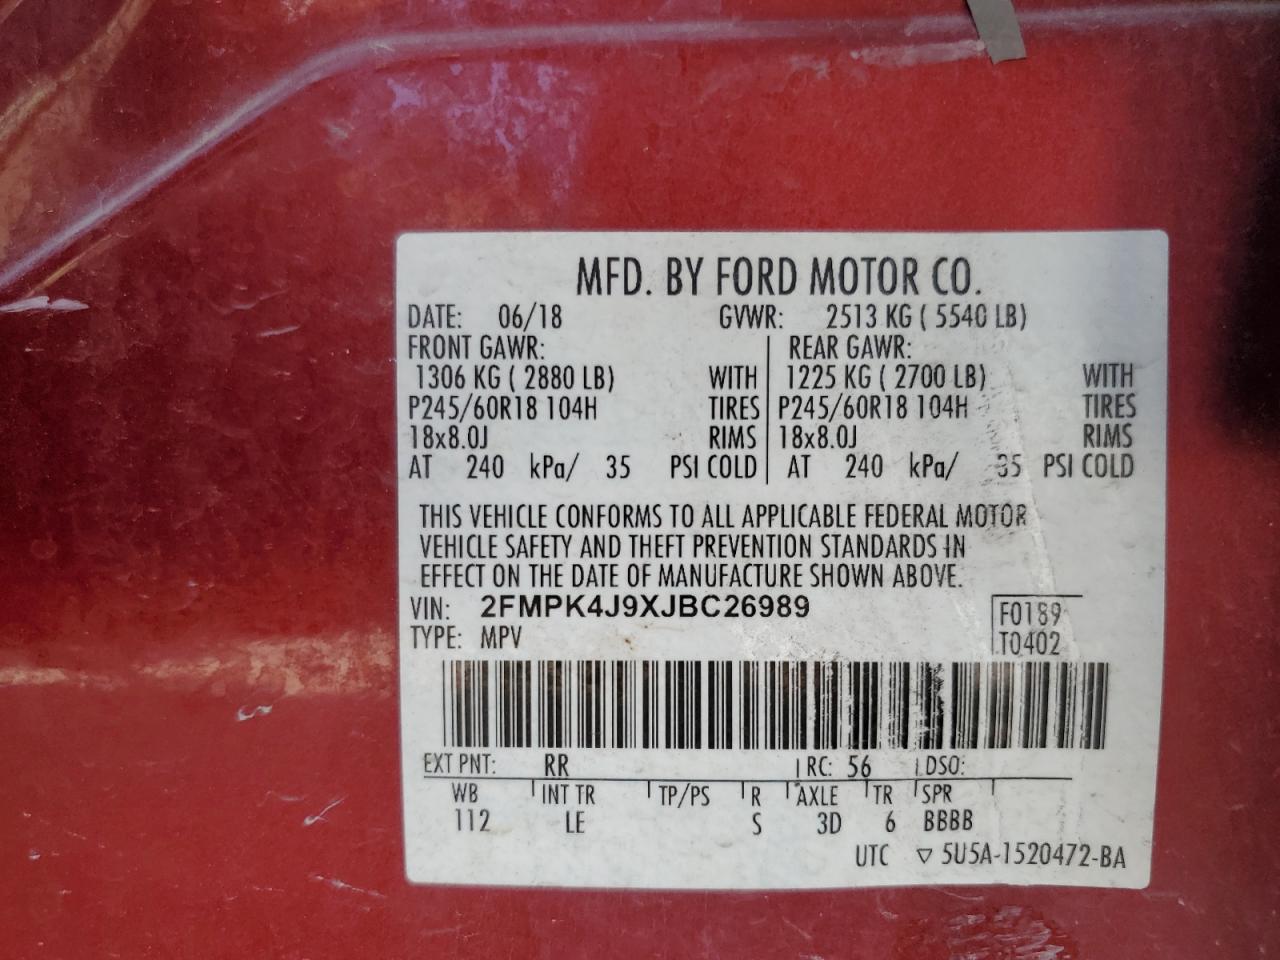 MFD. BY FORD MOTOR CO.
DATE: 06/18 GVWR: 2513 KG ( 5540 LB)
FRONT GAWR: REAR GAWR:
1306 KG ( 2880 LB) WITH 1225 KG ( 2700 LB) WITH
P245/60R18 104H TIRES P245/60R18 104H TIRES
18x8.0J RIMS 18x8.0J RIMS
AT 240 kPa/ 35 PSI COLD AT 240 kPa/ 35 PSI COLD
THIS VEHICLE CONFORMS TO ALL APPLICABLE FEDERAL MOTOR
VEHICLE SAFETY AND THEFT PREVENTION STANDARDS IN
EFFECT ON THE DATE OF MANUFACTURE SHOWN ABOVE.
VIN: 2FMPK4J9XJBC26989 F0189
TYPE: MPV T0402
EXT PNT: RR RC: 56 DSO:
WB INT TR TP/PS R AXLE TR SPR
112 LE S 3D 6 BBBB
UTC ▽ 5U5A-1520472-BA